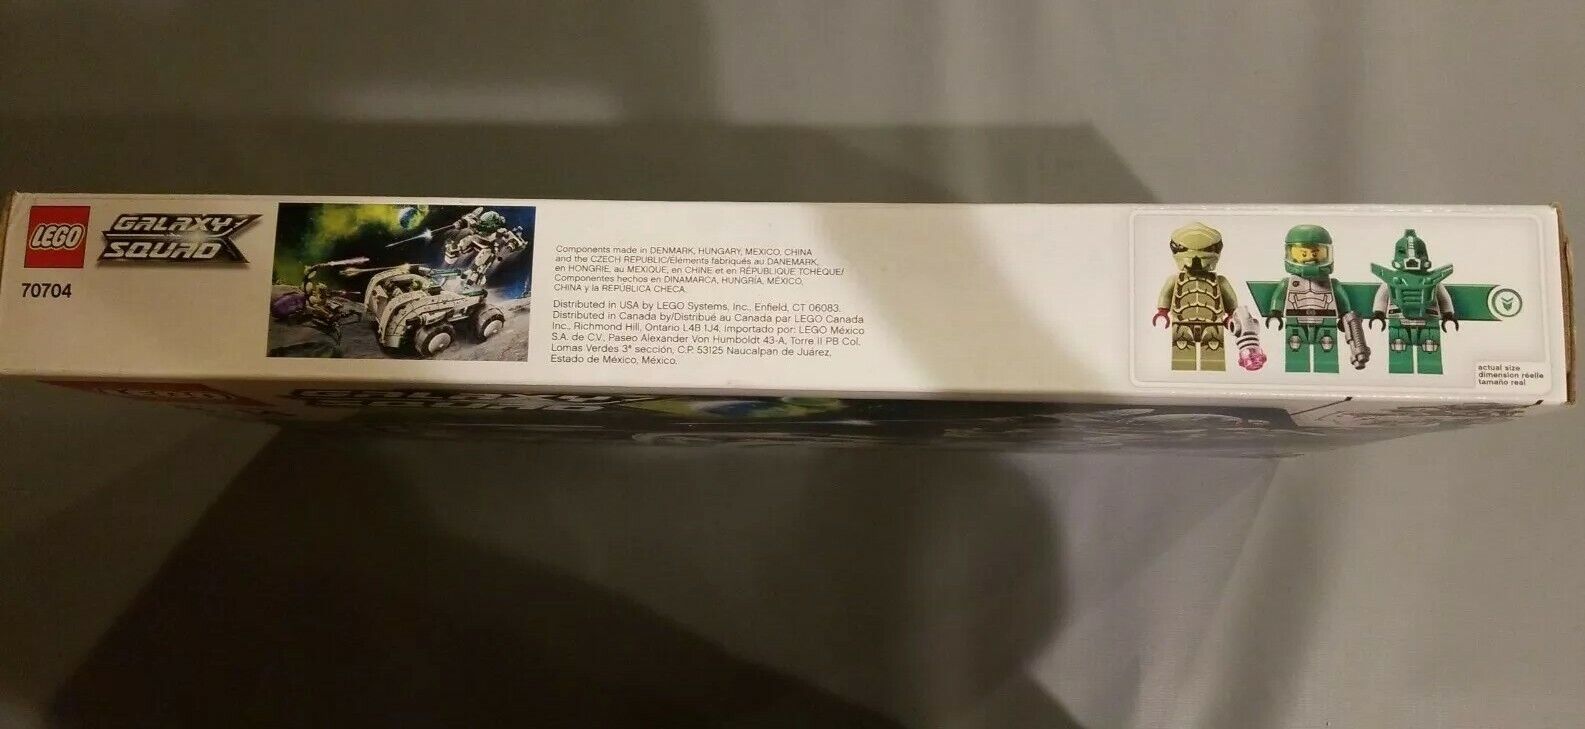 LEGO
GALAXY
SQUAD
70704
Components made in DENMARK, HUNGARY, MEXICO, CHINA
and the CZECH REPUBLIC/Éléments fabriqués au DANEMARK,
en HONGRIE, au MEXIQUE, en CHINE et en RÉPUBLIQUE TCHÈQUE/
Componentes hechos en DINAMARCA, HUNGRÍA, MÉXICO,
CHINA y la REPÚBLICA CHECA.
Distributed in USA by LEGO Systems, Inc., Enfield, CT 06083.
Distributed in Canada by/Distribué au Canada par LEGO Canada
Inc., Richmond Hill, Ontario L4B 1J4. Importado por: LEGO México
S.A. de C.V., Paseo Alexander Von Humboldt 43-A, Torre II PB Col.
Lomas Verdes 3ª sección, C.P. 53125 Naucalpan de Juárez,
Estado de México, México.
actual size
dimension réelle
tamaño real
GALAXY